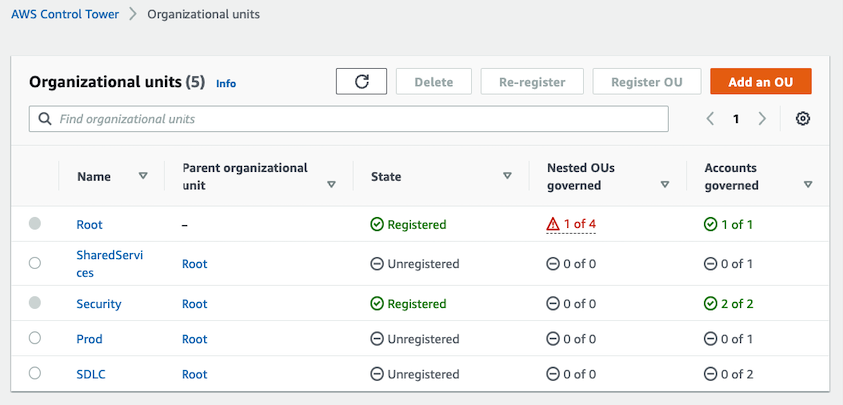 AWS Control Tower > Organizational units
Organizational units (5) Info
Delete
Re-register
Register OU
Add an OU
Find organizational units
1
Name
Parent organizational unit
State
Nested OUs governed
Accounts governed
Root – Registered 1 of 4 1 of 1
SharedServi
ces Root Unregistered 0 of 0 0 of 1
Security Root Registered 0 of 0 2 of 2
Prod Root Unregistered 0 of 0 0 of 1
SDLC Root Unregistered 0 of 0 0 of 2